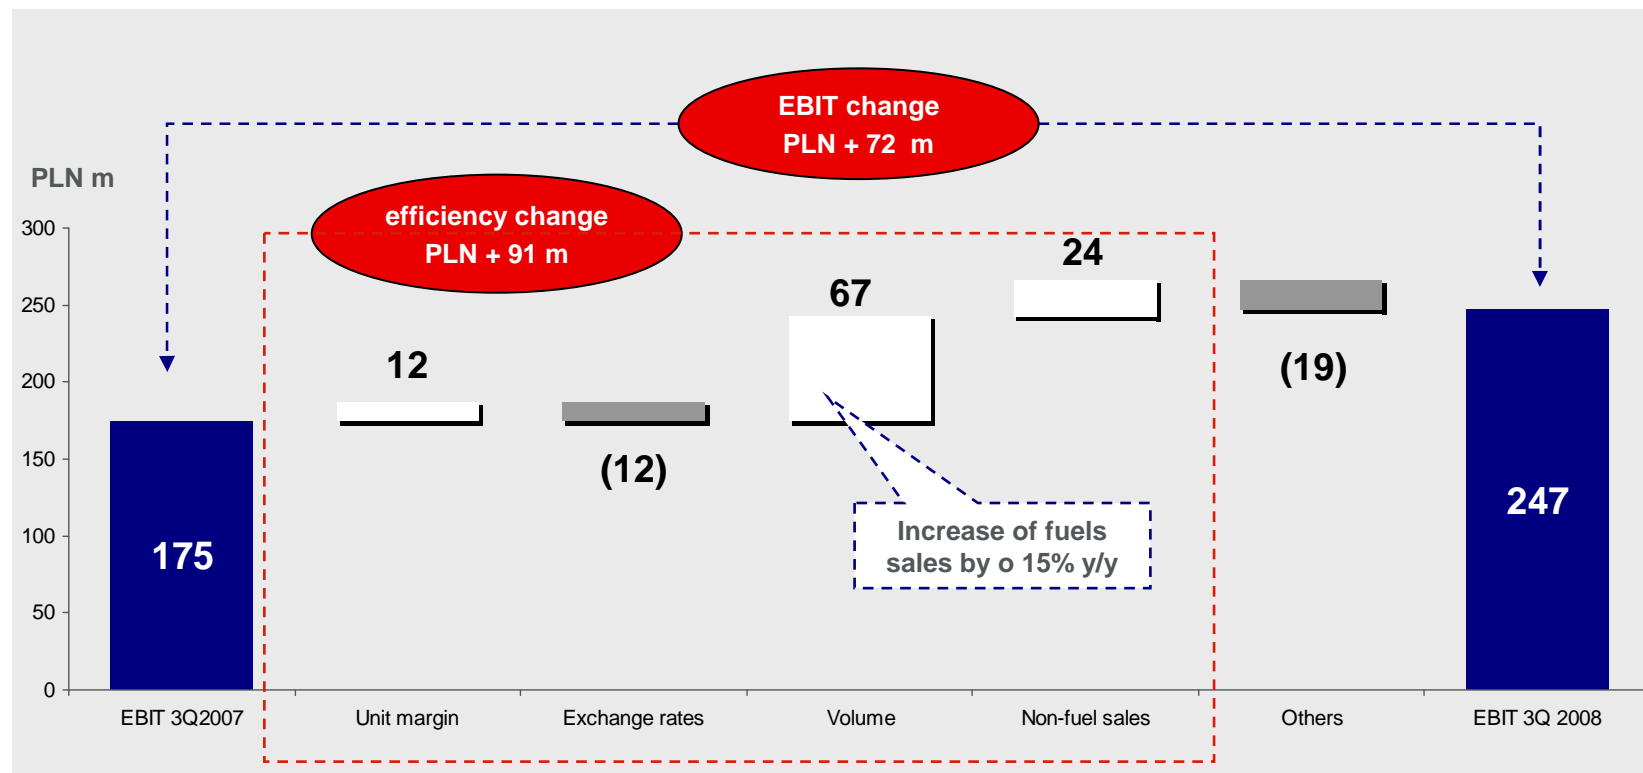 EBIT change
PLN + 72 m
PLN m
efficiency change
PLN + 91 m
300
250
200
150
100
50
0
175
12
(12)
67
24
(19)
247
Increase of fuels
sales by o 15% y/y
EBIT 3Q2007
Unit margin
Exchange rates
Volume
Non-fuel sales
Others
EBIT 3Q 2008